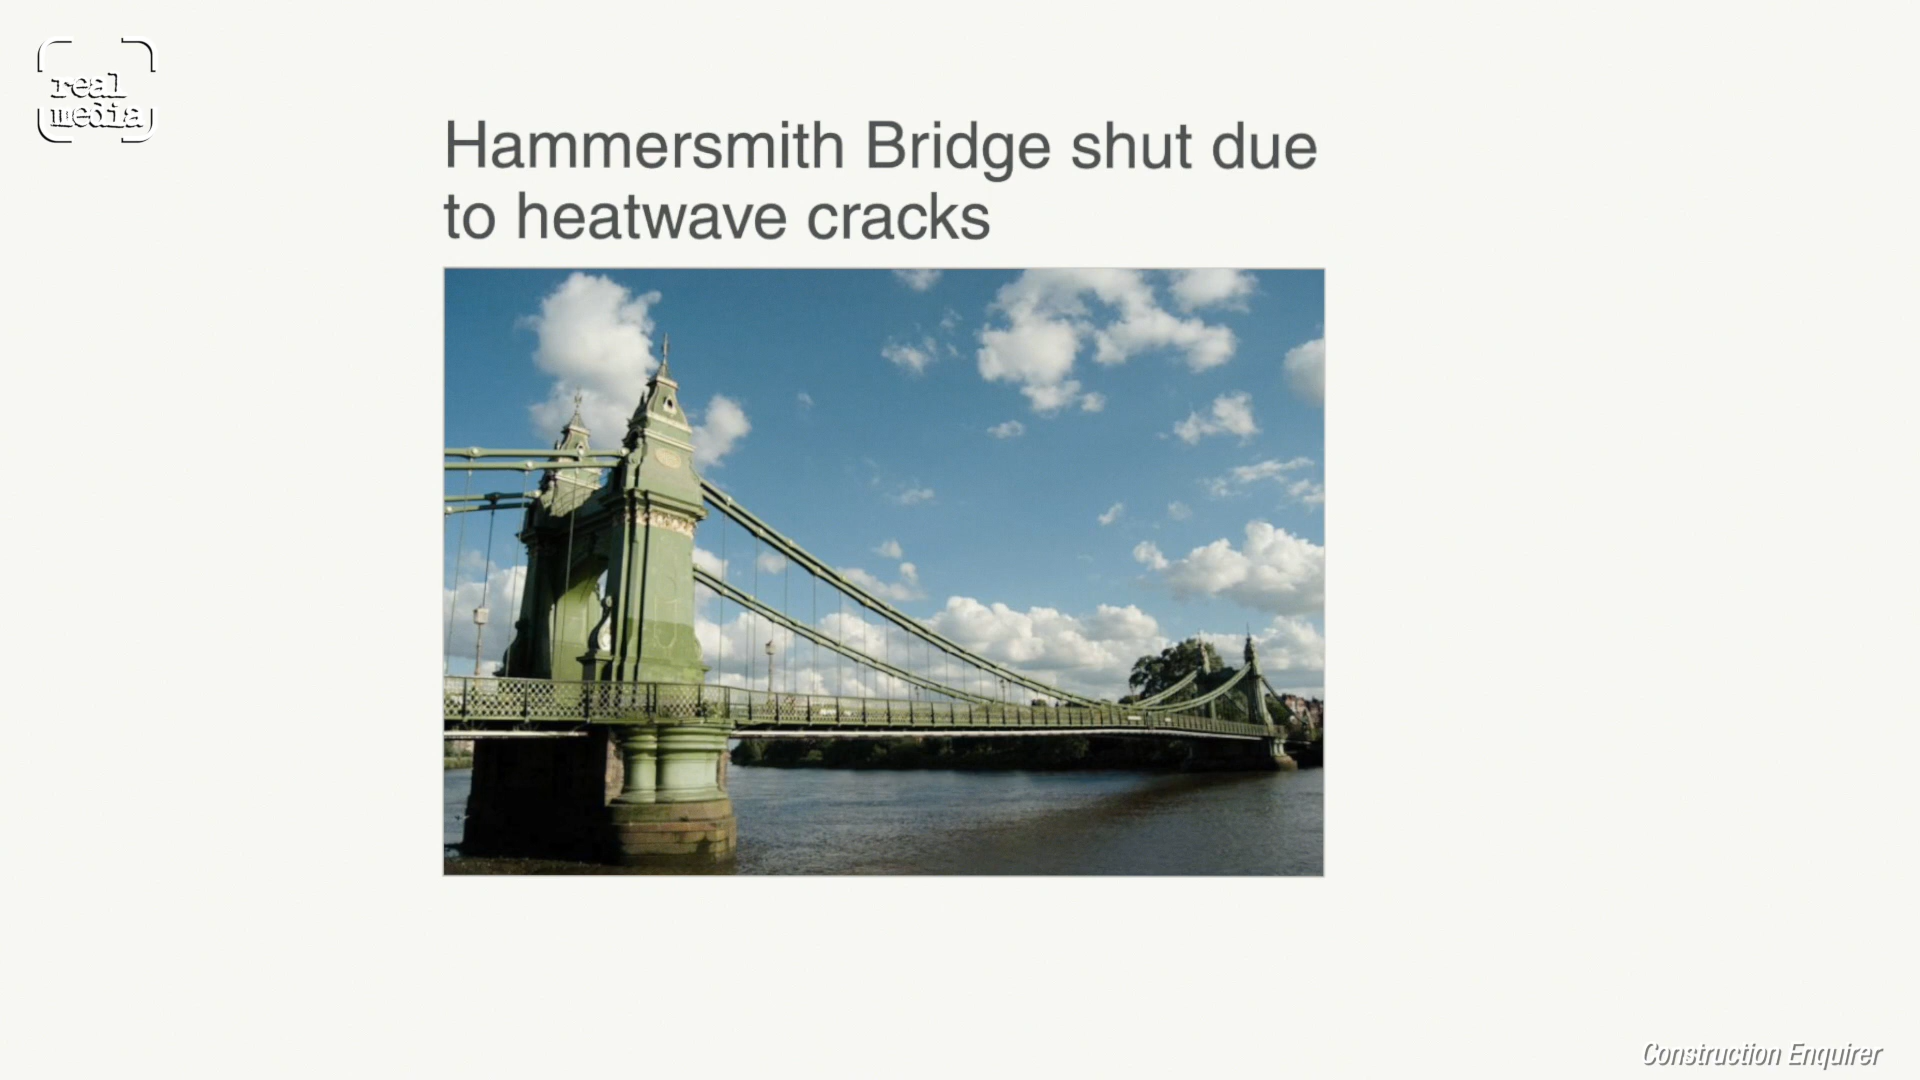 real
media
Hammersmith Bridge shut due
to heatwave cracks
Construction Enquirer